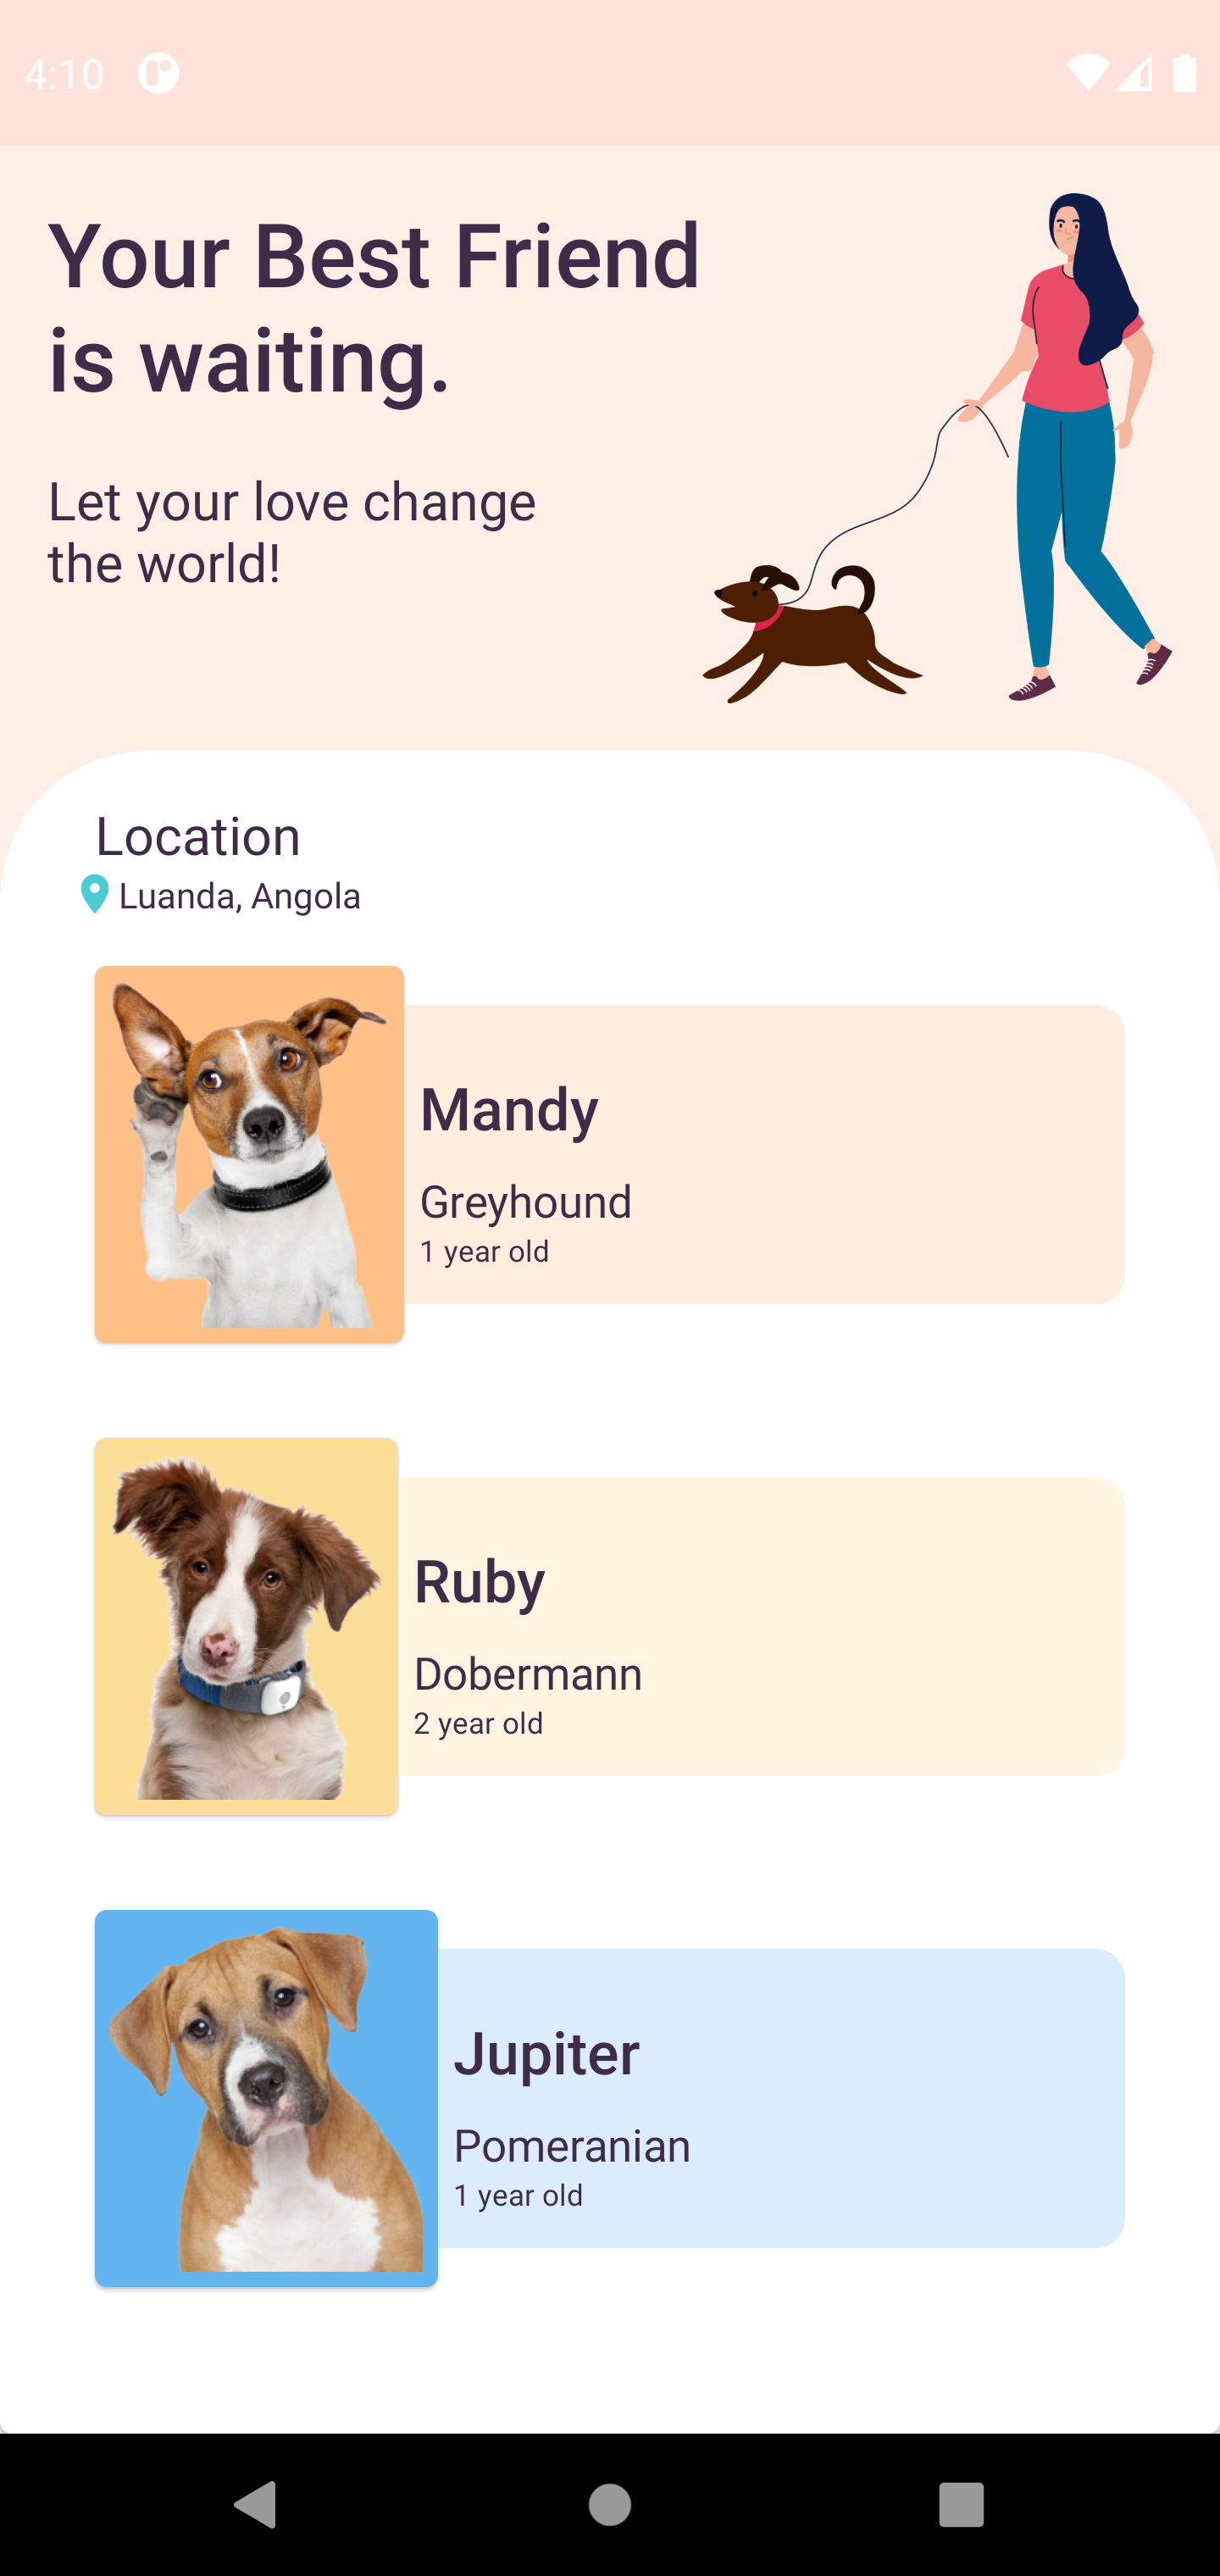 4:10
Your Best Friend
is waiting.
Let your love change
the world!
Location
Luanda, Angola
Mandy
Greyhound
1 year old
Ruby
Dobermann
2 year old
Jupiter
Pomeranian
1 year old